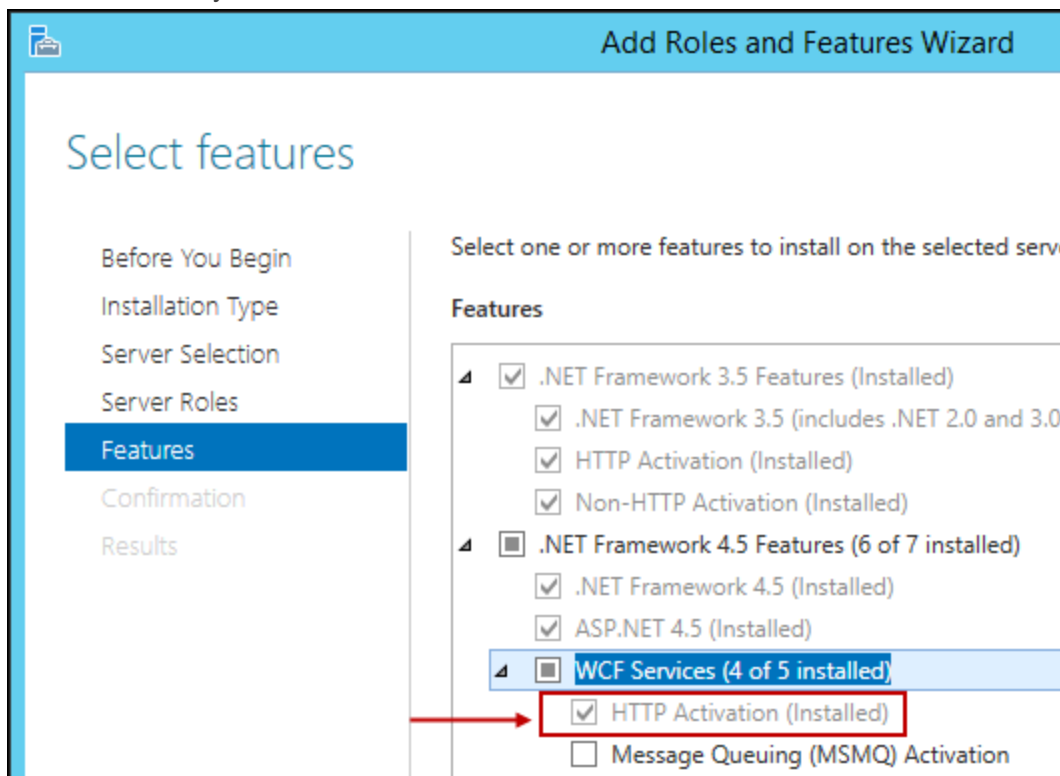 Add Roles and Features Wizard
Select features
Before You Begin
Installation Type
Server Selection
Server Roles
Features
Confirmation
Results
Select one or more features to install on the selected serve
Features
.NET Framework 3.5 Features (Installed)
.NET Framework 3.5 (includes .NET 2.0 and 3.0
HTTP Activation (Installed)
Non-HTTP Activation (Installed)
.NET Framework 4.5 Features (6 of 7 installed)
.NET Framework 4.5 (Installed)
ASP.NET 4.5 (Installed)
WCF Services (4 of 5 installed)
HTTP Activation (Installed)
Message Queuing (MSMQ) Activation